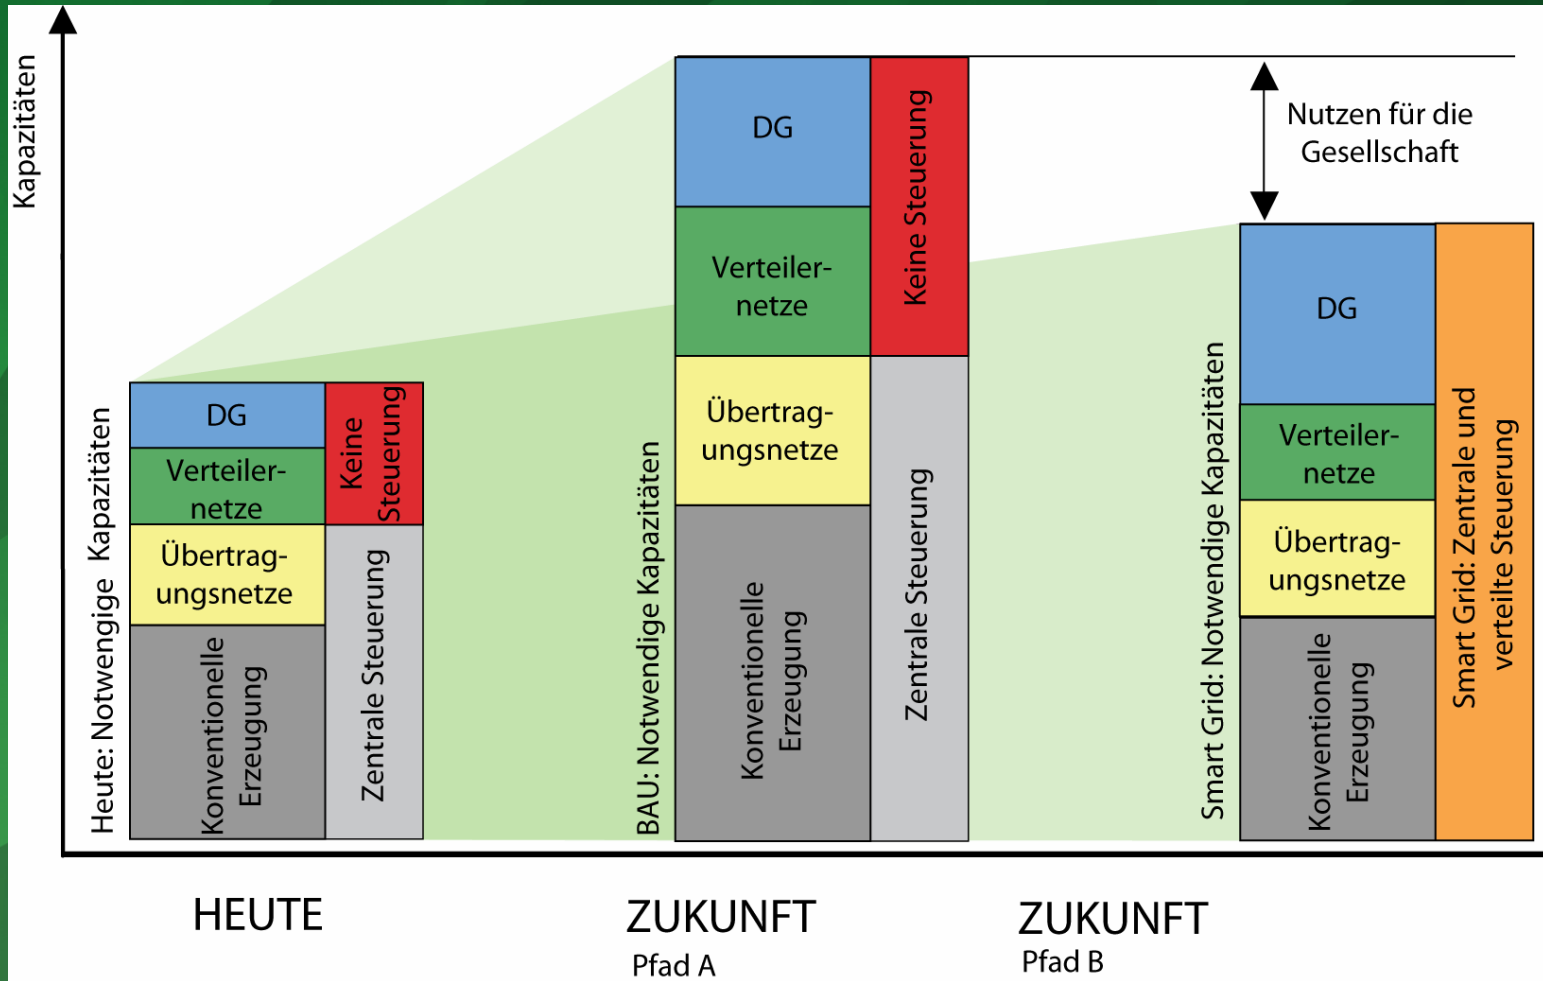 Kapazitäten
Heute: Notwengige Kapazitäten
DG
Verteiler-
netze
Übertrag-
ungsnetze
Konventionelle
Erzeugung
Keine
Steuerung
Zentrale Steuerung
BAU: Notwendige Kapazitäten
DG
Verteiler-
netze
Übertrag-
ungsnetze
Konventionelle
Erzeugung
Keine Steuerung
Zentrale Steuerung
Nutzen für die
Gesellschaft
Smart Grid: Notwendige Kapazitäten
DG
Verteiler-
netze
Übertrag-
ungsnetze
Konventionelle
Erzeugung
Smart Grid: Zentrale und
verteilte Steuerung
HEUTE
ZUKUNFT
Pfad A
ZUKUNFT
Pfad B